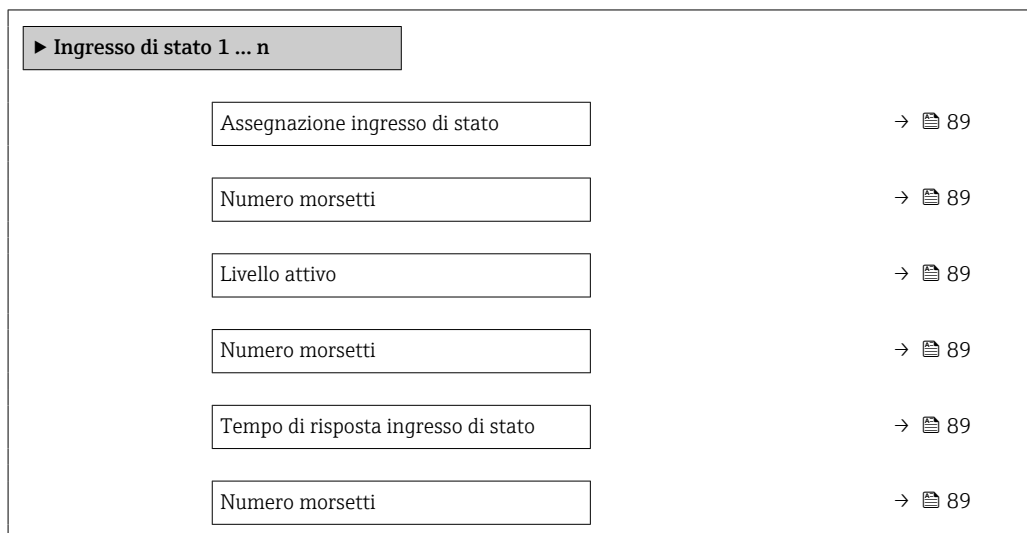 ► Ingresso di stato 1 ... n
Assegnazione ingresso di stato → 89
Numero morsetti → 89
Livello attivo → 89
Numero morsetti → 89
Tempo di risposta ingresso di stato → 89
Numero morsetti → 89